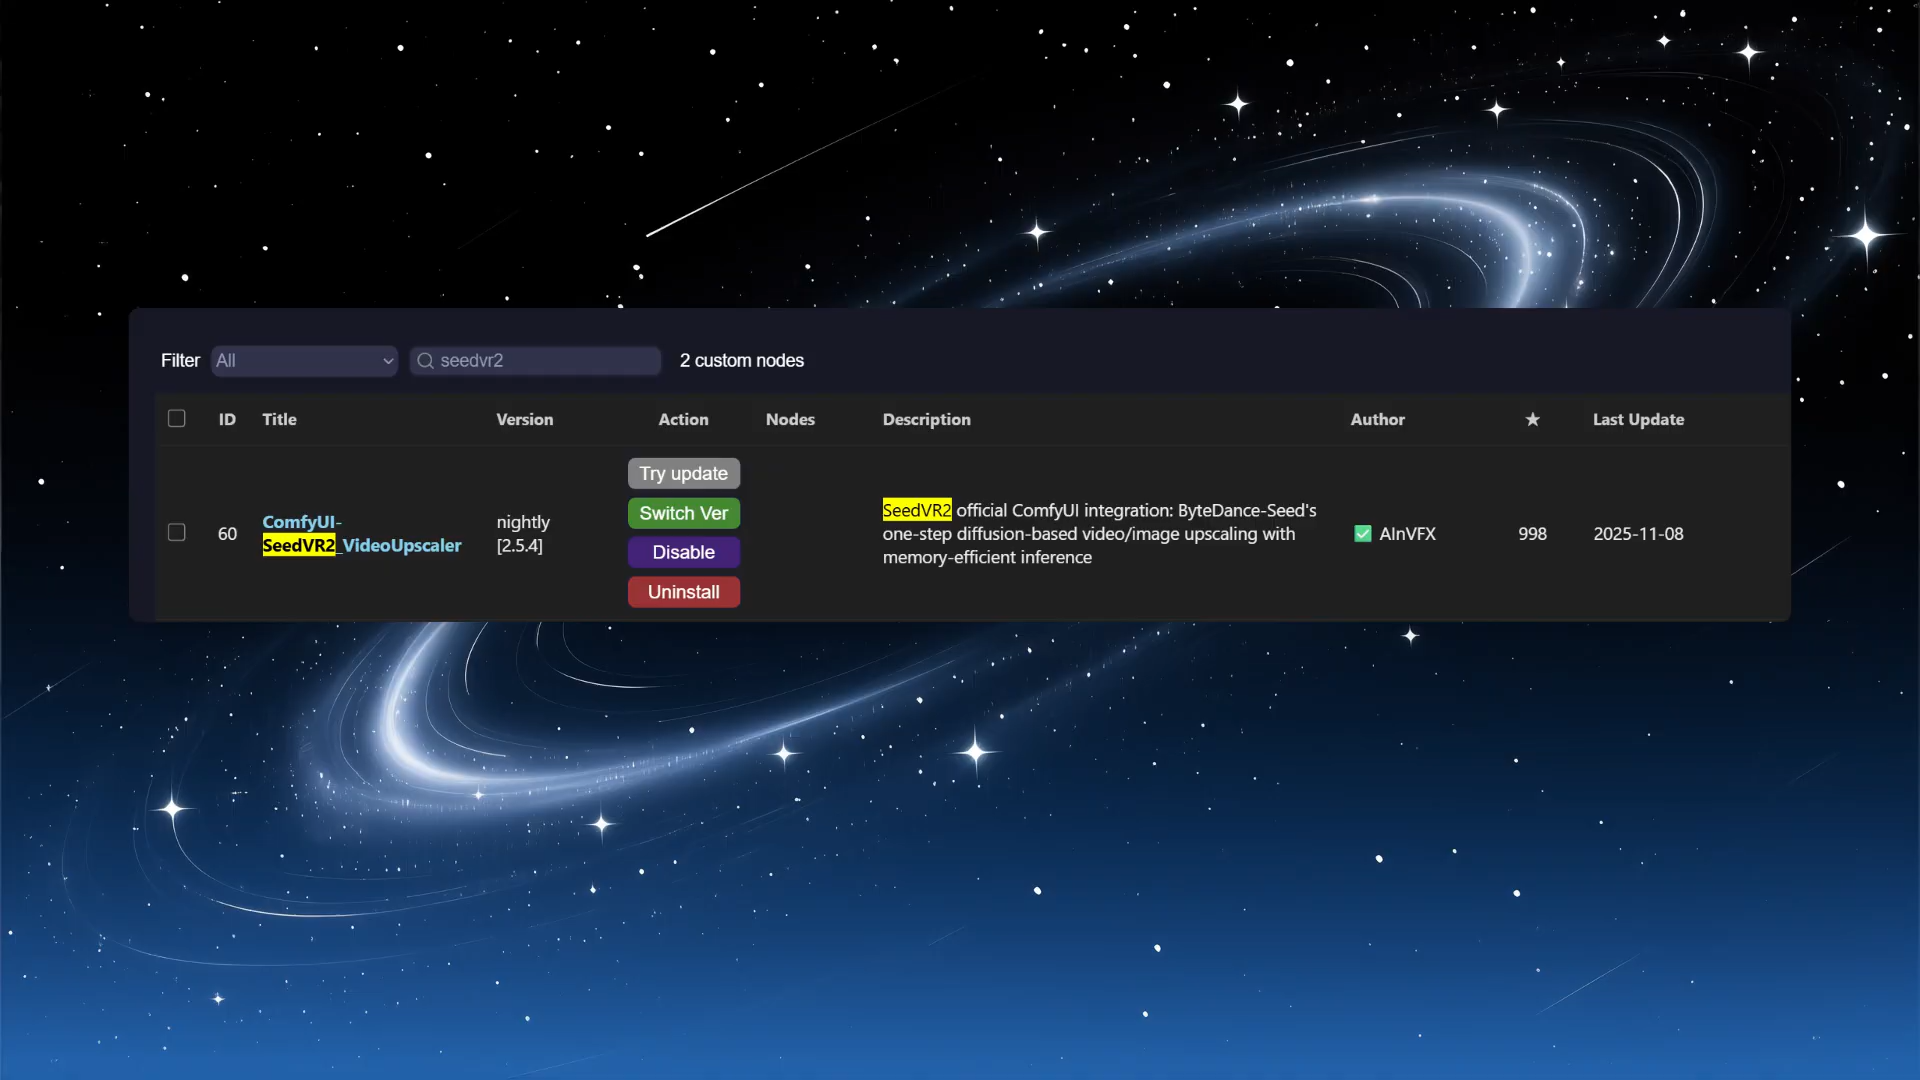 Filter All seedvr2 2 custom nodes
ID Title Version Action Nodes Description Author ★ Last Update
60
ComfyUI-
SeedVR2_VideoUpscaler
nightly
[2.5.4]
Try update
Switch Ver
Disable
Uninstall
SeedVR2 official ComfyUI integration: ByteDance-Seed's
one-step diffusion-based video/image upscaling with
memory-efficient inference
✅ AInVFX
998
2025-11-08